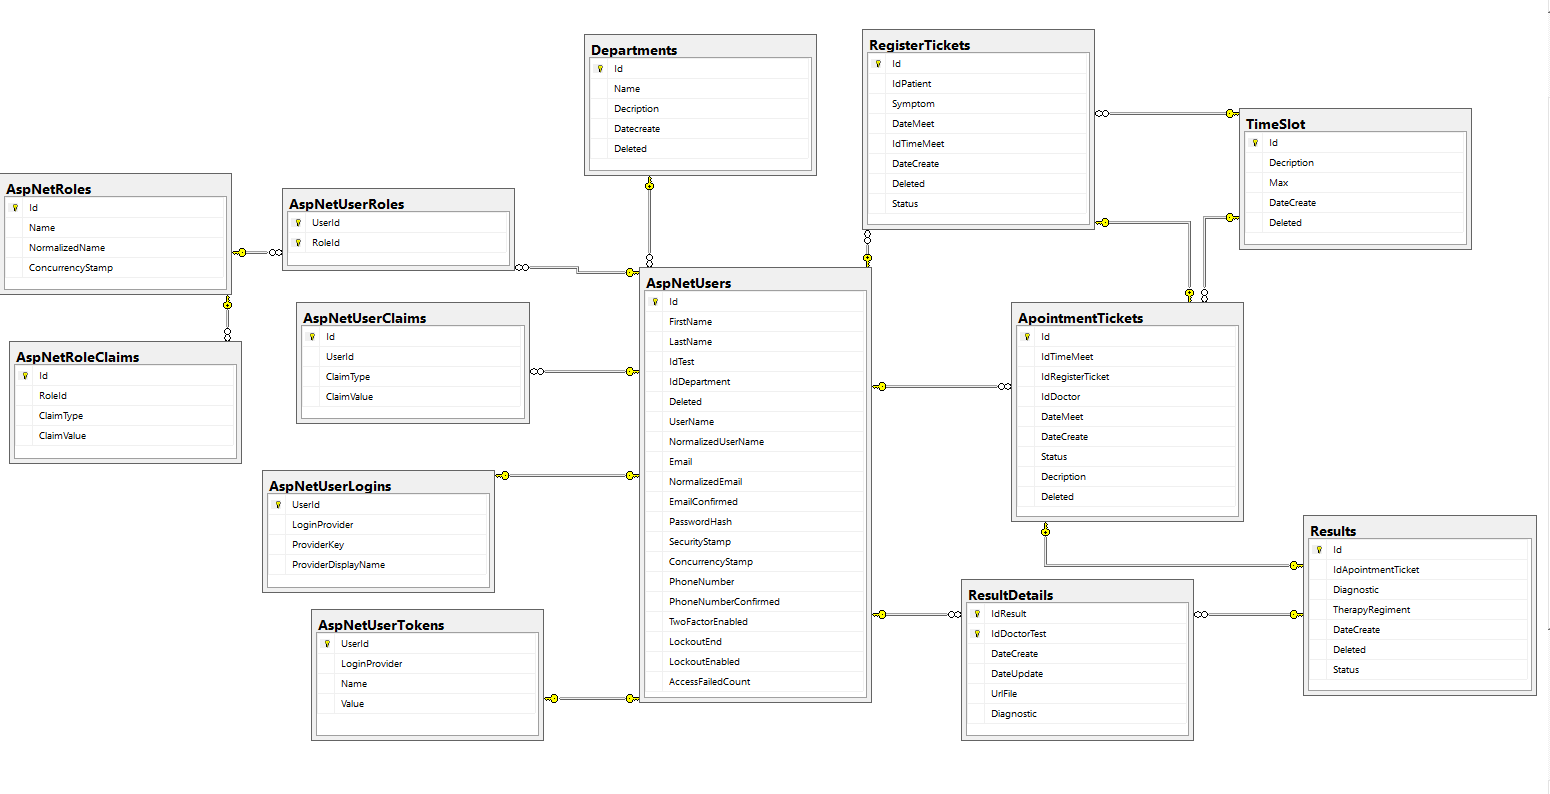 Departments
Id
Name
Decription
Datecreate
Deleted
RegisterTickets
Id
IdPatient
Symptom
DateMeet
IdTimeMeet
DateCreate
Deleted
Status
TimeSlot
Id
Decription
Max
DateCreate
Deleted
AspNetRoles
Id
Name
NormalizedName
ConcurrencyStamp
AspNetUserRoles
UserId
RoleId
AspNetUsers
Id
FirstName
LastName
IdTest
IdDepartment
Deleted
UserName
NormalizedUserName
Email
NormalizedEmail
EmailConfirmed
PasswordHash
SecurityStamp
ConcurrencyStamp
PhoneNumber
PhoneNumberConfirmed
TwoFactorEnabled
LockoutEnd
LockoutEnabled
AccessFailedCount
AspNetUserClaims
Id
UserId
ClaimType
ClaimValue
ApointmentTickets
Id
IdTimeMeet
IdRegisterTicket
IdDoctor
DateMeet
DateCreate
Status
Decription
Deleted
AspNetRoleClaims
Id
RoleId
ClaimType
ClaimValue
AspNetUserLogins
UserId
LoginProvider
ProviderKey
ProviderDisplayName
Results
Id
IdApointmentTicket
Diagnostic
TherapyRegiment
DateCreate
Deleted
Status
ResultDetails
IdResult
IdDoctorTest
DateCreate
DateUpdate
UrlFile
Diagnostic
AspNetUserTokens
UserId
LoginProvider
Name
Value